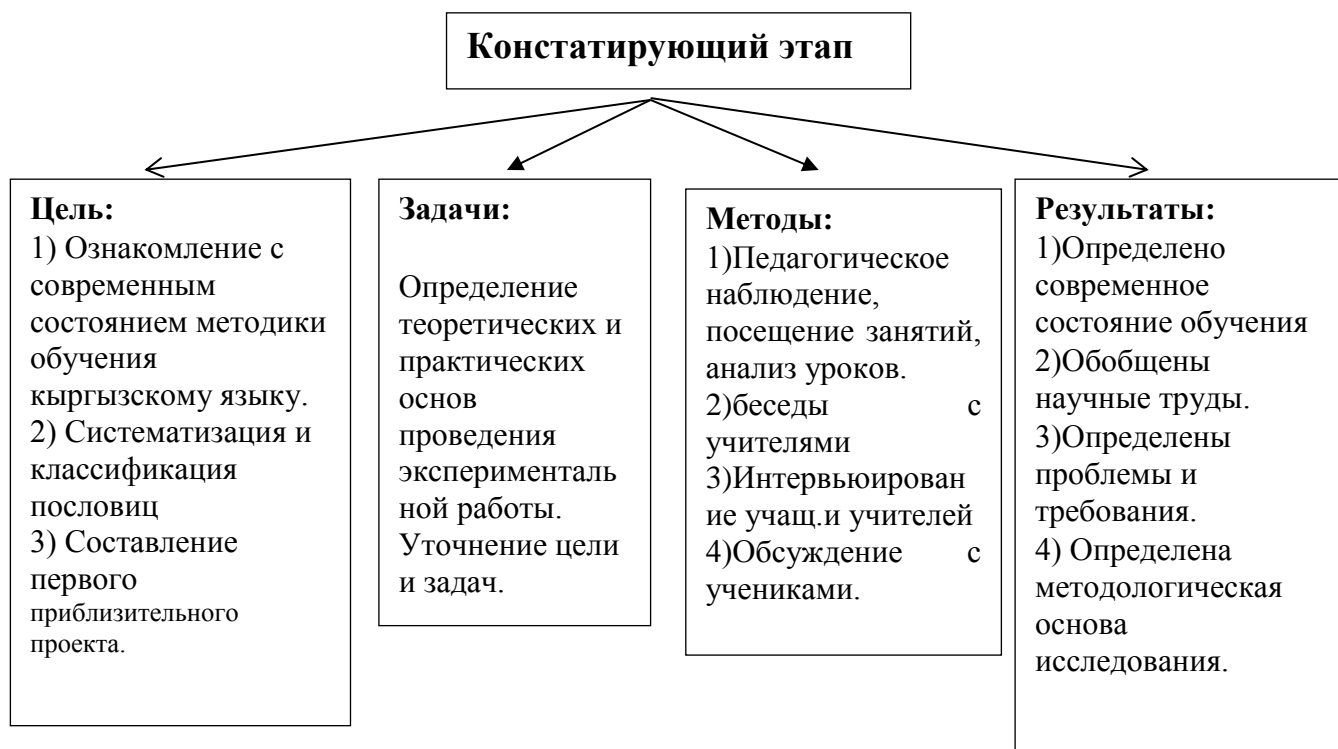 Констатирующий этап
Цель:
1) Ознакомление с
современным
состоянием методики
обучения
кыргызскому языку.
2) Систематизация и
классификация
пословиц
3) Составление
первого
приблизительного
проекта.
Задачи:
Определение
теоретических и
практических
основ
проведения
эксперименталь
ной работы.
Уточнение цели
и задач.
Методы:
1)Педагогическое
наблюдение,
посещение занятий,
анализ уроков.
2)беседы с
учителями
3)Интервьюирован
ие учащ.и учителей
4)Обсуждение с
учениками.
Результаты:
1)Определено
современное
состояние обучения
2)Обобщены
научные труды.
3)Определены
проблемы и
требования.
4) Определена
методологическая
основа
исследования.